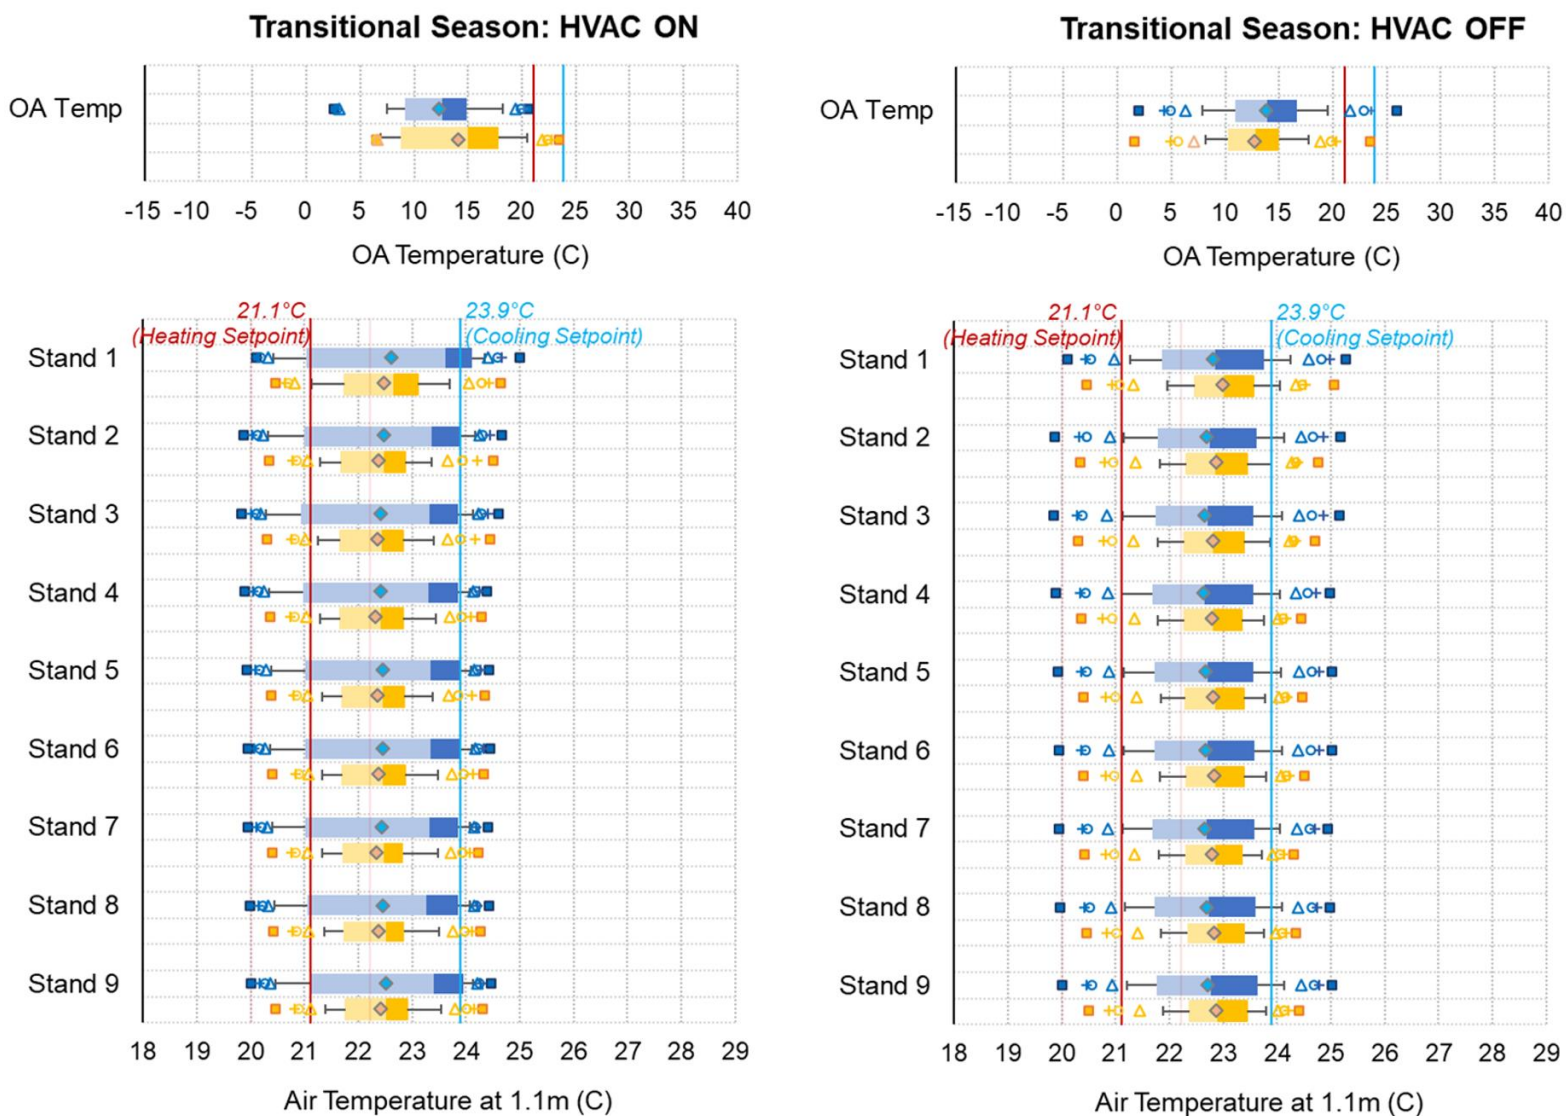 Transitional Season: HVAC ON
OA Temp
-15 -10 -5 0 5 10 15 20 25 30 35 40
OA Temperature (C)
21.1°C
(Heating Setpoint)
23.9°C
(Cooling Setpoint)
Stand 1
Stand 2
Stand 3
Stand 4
Stand 5
Stand 6
Stand 7
Stand 8
Stand 9
18 19 20 21 22 23 24 25 26 27 28 29
Air Temperature at 1.1m (C)
Transitional Season: HVAC OFF
OA Temp
-15 -10 -5 0 5 10 15 20 25 30 35 40
OA Temperature (C)
21.1°C
(Heating Setpoint)
23.9°C
(Cooling Setpoint)
Stand 1
Stand 2
Stand 3
Stand 4
Stand 5
Stand 6
Stand 7
Stand 8
Stand 9
18 19 20 21 22 23 24 25 26 27 28 29
Air Temperature at 1.1m (C)